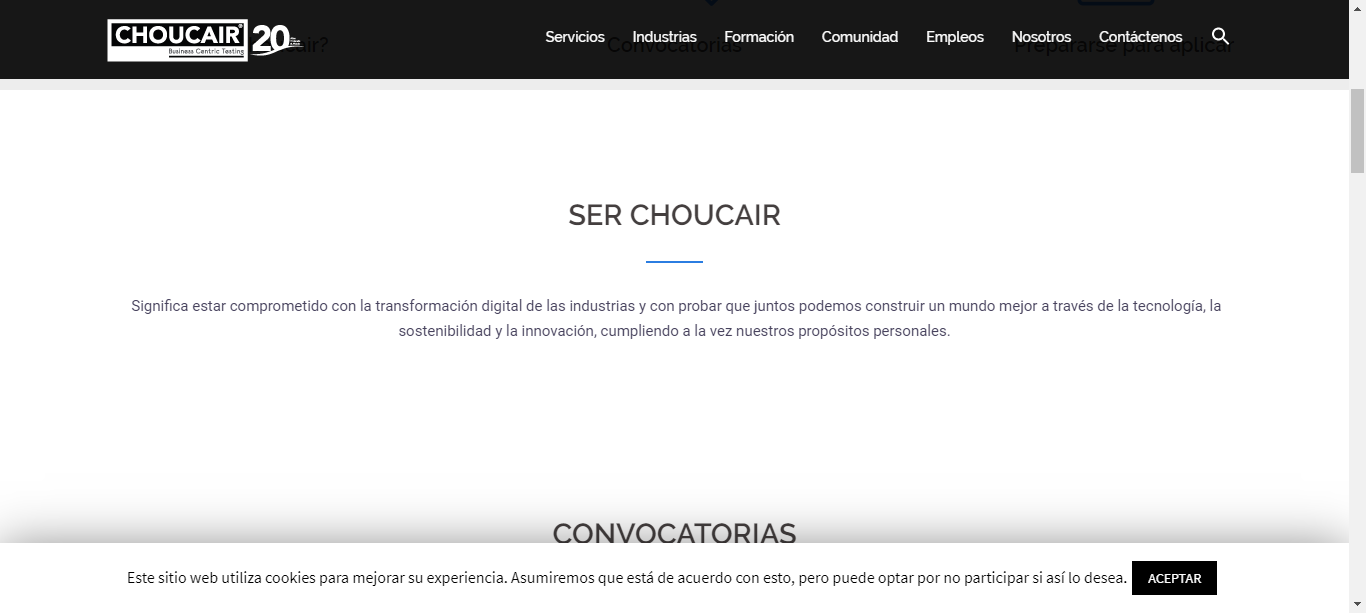 CHOUCAIR®
Business Centric Testing
20
cair?
Convocatorias
Prepararse para aplicar
Servicios
Industrias
Formación
Comunidad
Empleos
Nosotros
Contáctenos
SER CHOUCAIR
Significa estar comprometido con la transformación digital de las industrias y con probar que juntos podemos construir un mundo mejor a través de la tecnología, la
sostenibilidad y la innovación, cumpliendo a la vez nuestros propósitos personales.
CONVOCATORIAS
Este sitio web utiliza cookies para mejorar su experiencia. Asumiremos que está de acuerdo con esto, pero puede optar por no participar si así lo desea.
ACEPTAR